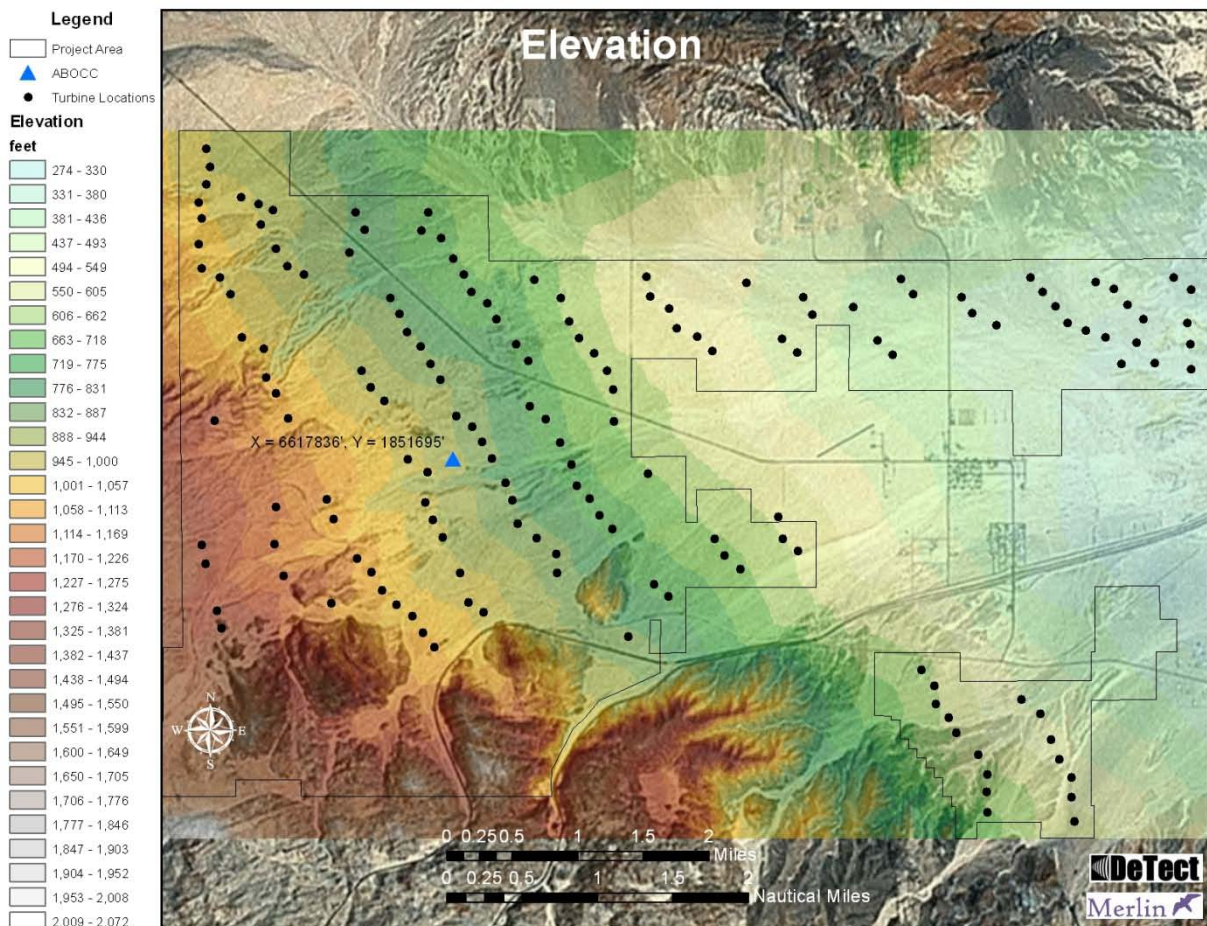 Legend
Project Area
ABOCC
Turbine Locations
Elevation
feet
274 - 330
331 - 380
381 - 436
437 - 493
494 - 549
550 - 605
606 - 662
663 - 718
719 - 775
776 - 831
832 - 887
888 - 944
945 - 1,000
1,001 - 1,057
1,058 - 1,113
1,114 - 1,169
1,170 - 1,226
1,227 - 1,275
1,276 - 1,324
1,325 - 1,381
1,382 - 1,437
1,438 - 1,494
1,495 - 1,550
1,551 - 1,599
1,600 - 1,649
1,650 - 1,705
1,706 - 1,776
1,777 - 1,846
1,847 - 1,903
1,904 - 1,952
1,953 - 2,008
2,009 - 2,072
Elevation
X = 6617836', Y = 1851695'
N
W E
S
0 0.25 0.5 1 1.5 2
Miles
0 0.25 0.5 1 1.5 2
Nautical Miles
DeTect
Merlin